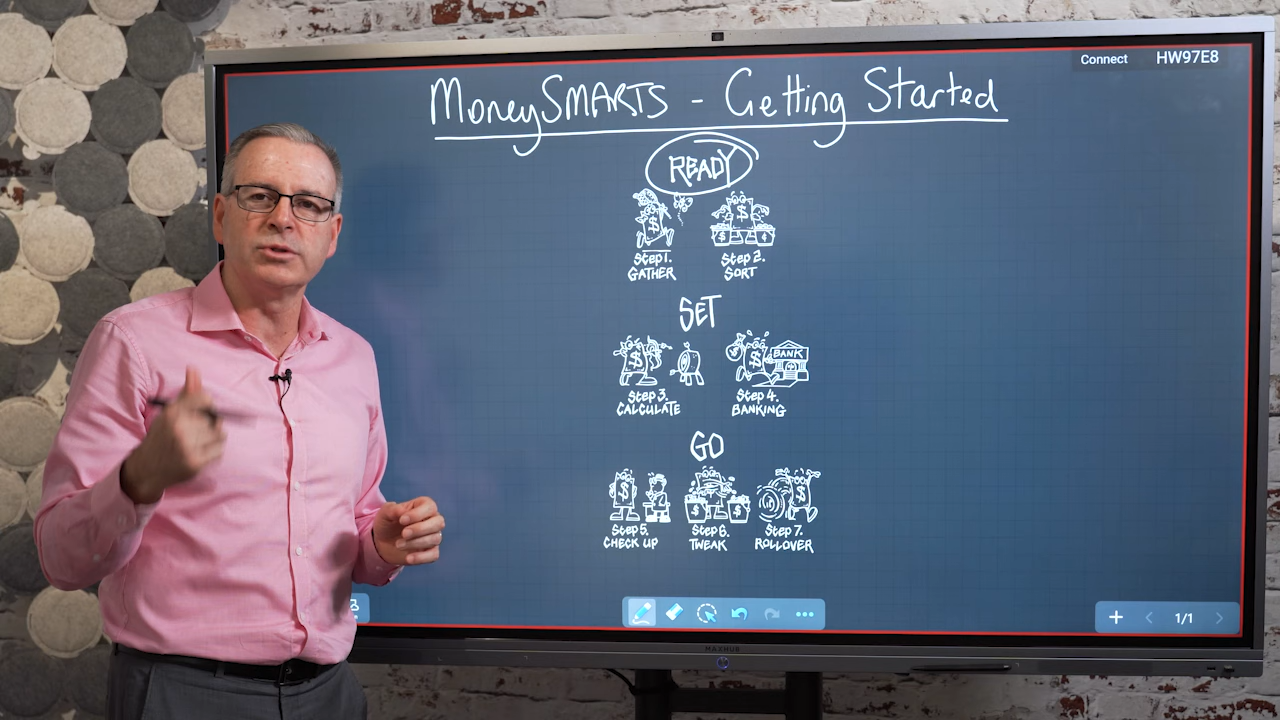 Connect HW97E8
MoneySMARTS - Getting Started
READY
$ $ $ $
Step 1. Step 2.
GATHER SORT
SET
$ $ $ BANK
Step 3. Step 4.
CALCULATE BANKING
GO
$ $ $ $
Step 5. Step 6. Step 7.
CHECK UP TWEAK ROLLOVER
1/1
MAXHUB